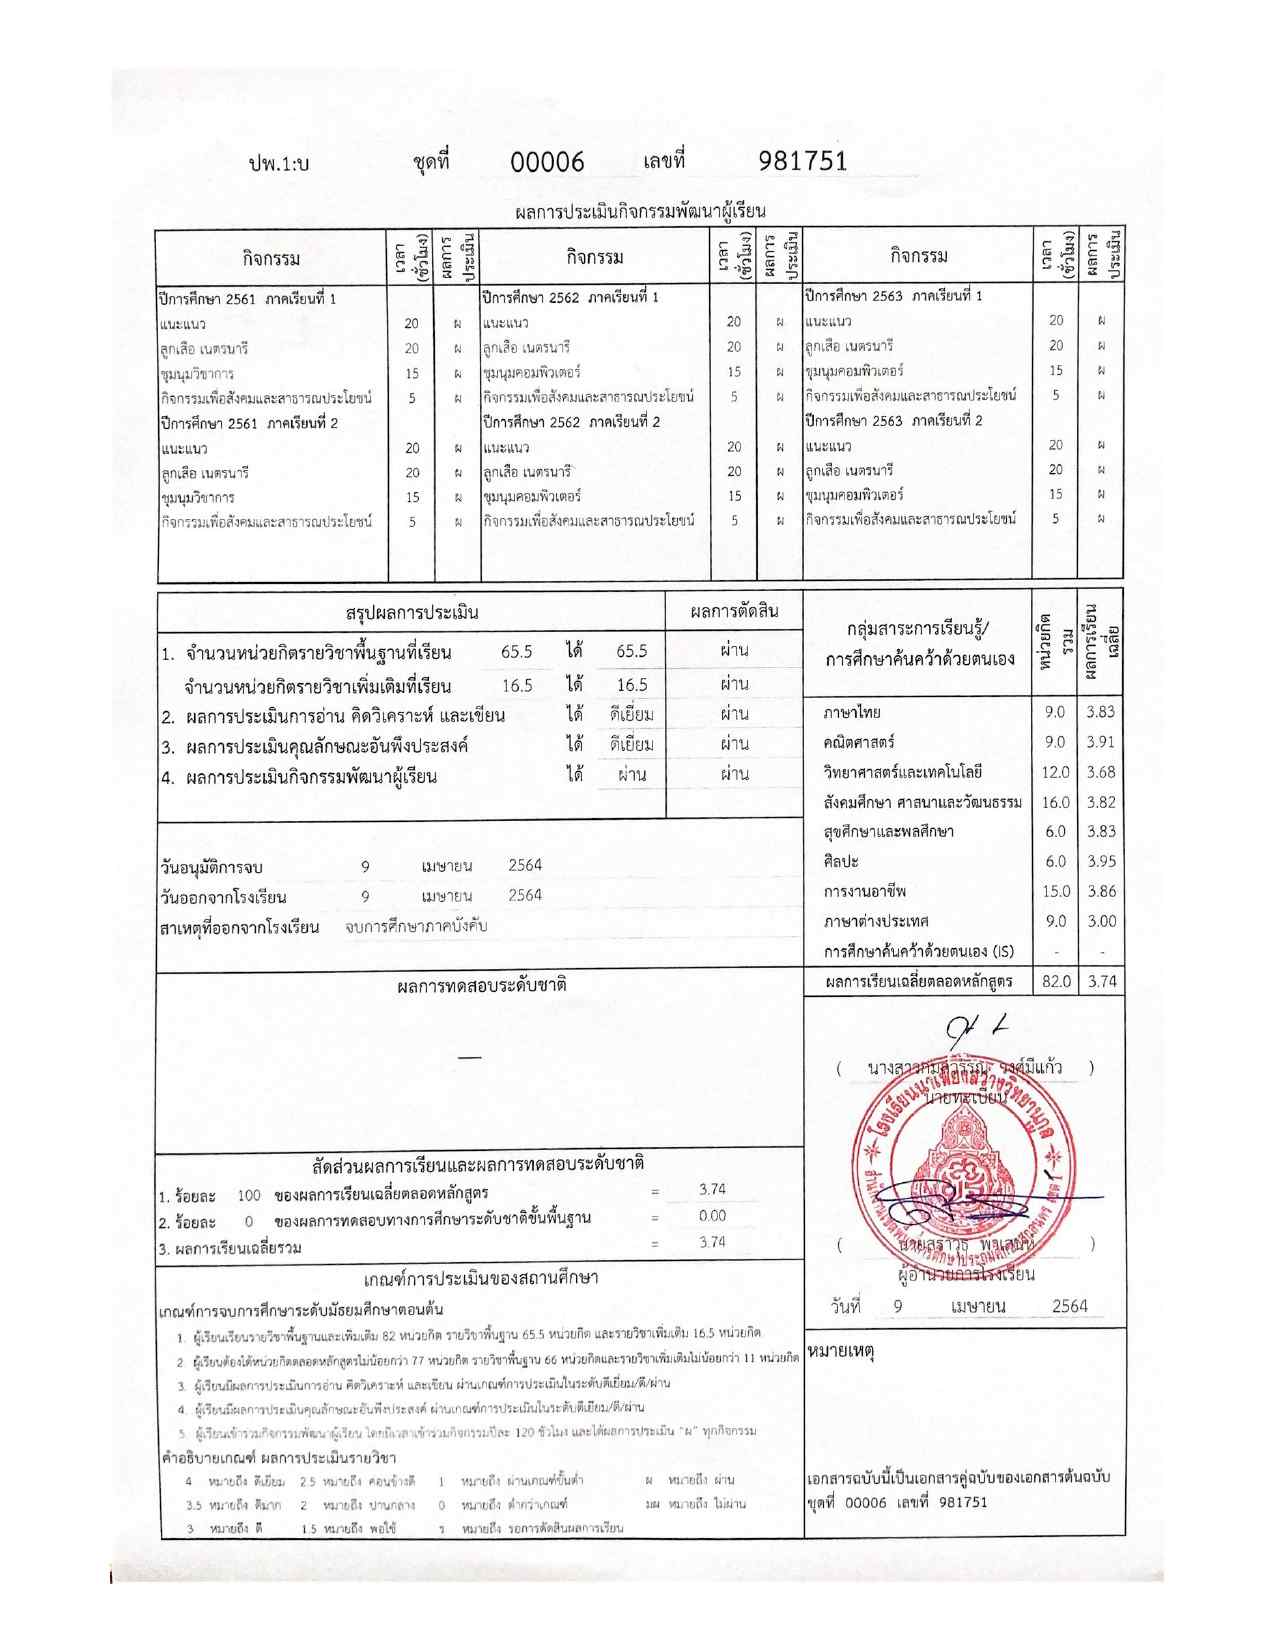 ปพ.1:บ ชุดที่ 00006 เลขที่ 981751
ผลการประเมินกิจกรรมพัฒนาผู้เรียน
กิจกรรม เวลา (ชั่วโมง) ผลการประเมิน กิจกรรม เวลา (ชั่วโมง) ผลการประเมิน กิจกรรม เวลา (ชั่วโมง) ผลการประเมิน
ปีการศึกษา 2561 ภาคเรียนที่ 1 ปีการศึกษา 2562 ภาคเรียนที่ 1 ปีการศึกษา 2563 ภาคเรียนที่ 1
แนะแนว 20 ผ แนะแนว 20 ผ แนะแนว 20 ผ
ลูกเสือ เนตรนารี 20 ผ ลูกเสือ เนตรนารี 20 ผ ลูกเสือ เนตรนารี 20 ผ
ชุมนุมวิชาการ 15 ผ ชุมนุมคอมพิวเตอร์ 15 ผ ชุมนุมคอมพิวเตอร์ 15 ผ
กิจกรรมเพื่อสังคมและสาธารณประโยชน์ 5 ผ กิจกรรมเพื่อสังคมและสาธารณประโยชน์ 5 ผ กิจกรรมเพื่อสังคมและสาธารณประโยชน์ 5 ผ
ปีการศึกษา 2561 ภาคเรียนที่ 2 ปีการศึกษา 2562 ภาคเรียนที่ 2 ปีการศึกษา 2563 ภาคเรียนที่ 2
แนะแนว 20 ผ แนะแนว 20 ผ แนะแนว 20 ผ
ลูกเสือ เนตรนารี 20 ผ ลูกเสือ เนตรนารี 20 ผ ลูกเสือ เนตรนารี 20 ผ
ชุมนุมวิชาการ 15 ผ ชุมนุมคอมพิวเตอร์ 15 ผ ชุมนุมคอมพิวเตอร์ 15 ผ
กิจกรรมเพื่อสังคมและสาธารณประโยชน์ 5 ผ กิจกรรมเพื่อสังคมและสาธารณประโยชน์ 5 ผ กิจกรรมเพื่อสังคมและสาธารณประโยชน์ 5 ผ
สรุปผลการประเมิน ผลการตัดสิน
1. จำนวนหน่วยกิตรายวิชาพื้นฐานที่เรียน 65.5 ได้ 65.5 ผ่าน
จำนวนหน่วยกิตรายวิชาเพิ่มเติมที่เรียน 16.5 ได้ 16.5 ผ่าน
2. ผลการประเมินการอ่าน คิดวิเคราะห์ และเขียน ได้ ดีเยี่ยม ผ่าน
3. ผลการประเมินคุณลักษณะอันพึงประสงค์ ได้ ดีเยี่ยม ผ่าน
4. ผลการประเมินกิจกรรมพัฒนาผู้เรียน ได้ ผ่าน ผ่าน
วันอนุมัติการจบ 9 เมษายน 2564
วันออกจากโรงเรียน 9 เมษายน 2564
สาเหตุที่ออกจากโรงเรียน จบการศึกษาภาคบังคับ
กลุ่มสาระการเรียนรู้/ การศึกษาค้นคว้าด้วยตนเอง หน่วยกิตรวม ผลการเรียนเฉลี่ย
ภาษาไทย 9.0 3.83
คณิตศาสตร์ 9.0 3.91
วิทยาศาสตร์และเทคโนโลยี 12.0 3.68
สังคมศึกษา ศาสนาและวัฒนธรรม 16.0 3.82
สุขศึกษาและพลศึกษา 6.0 3.83
ศิลปะ 6.0 3.95
การงานอาชีพ 15.0 3.86
ภาษาต่างประเทศ 9.0 3.00
การศึกษาค้นคว้าด้วยตนเอง (IS) - -
ผลการเรียนเฉลี่ยตลอดหลักสูตร 82.0 3.74
ผลการทดสอบระดับชาติ
—
สัดส่วนผลการเรียนและผลการทดสอบระดับชาติ
1. ร้อยละ 100 ของผลการเรียนเฉลี่ยตลอดหลักสูตร = 3.74
2. ร้อยละ 0 ของผลการทดสอบทางการศึกษาระดับชาติขั้นพื้นฐาน = 0.00
3. ผลการเรียนเฉลี่ยรวม = 3.74
เกณฑ์การประเมินของสถานศึกษา
เกณฑ์การจบการศึกษาระดับมัธยมศึกษาตอนต้น
1. ผู้เรียนเรียนรายวิชาพื้นฐานและเพิ่มเติม 82 หน่วยกิต รายวิชาพื้นฐาน 65.5 หน่วยกิต และรายวิชาเพิ่มเติม 16.5 หน่วยกิต
2. ผู้เรียนต้องได้หน่วยกิตตลอดหลักสูตรไม่น้อยกว่า 77 หน่วยกิต รายวิชาพื้นฐาน 66 หน่วยกิตและรายวิชาเพิ่มเติมไม่น้อยกว่า 11 หน่วยกิต
3. ผู้เรียนมีผลการประเมินการอ่าน คิดวิเคราะห์ และเขียน ผ่านเกณฑ์การประเมินในระดับดีเยี่ยม/ดี/ผ่าน
4. ผู้เรียนมีผลการประเมินคุณลักษณะอันพึงประสงค์ ผ่านเกณฑ์การประเมินในระดับดีเยี่ยม/ดี/ผ่าน
5. ผู้เรียนเข้าร่วมกิจกรรมพัฒนาผู้เรียน โดยมีเวลาเข้าร่วมกิจกรรมปีละ 120 ชั่วโมง และได้ผลการประเมิน "ผ" ทุกกิจกรรม
คำอธิบายเกณฑ์ ผลการประเมินรายวิชา
4 หมายถึง ดีเยี่ยม 2.5 หมายถึง ค่อนข้างดี 1 หมายถึง ผ่านเกณฑ์ขั้นต่ำ ผ หมายถึง ผ่าน
3.5 หมายถึง ดีมาก 2 หมายถึง ปานกลาง 0 หมายถึง ต่ำกว่าเกณฑ์ มผ หมายถึง ไม่ผ่าน
3 หมายถึง ดี 1.5 หมายถึง พอใช้ ร หมายถึง รอการตัดสินผลการเรียน
( วงศ์มีแก้ว )
นายทะเบียน
โรงเรียนนาเพียงสว่างวิทยานุกูล
( นายสราวุธ )
ผู้อำนวยการโรงเรียน
วันที่ 9 เมษายน 2564
หมายเหตุ
เอกสารฉบับนี้เป็นเอกสารคู่ฉบับของเอกสารต้นฉบับ
ชุดที่ 00006 เลขที่ 981751